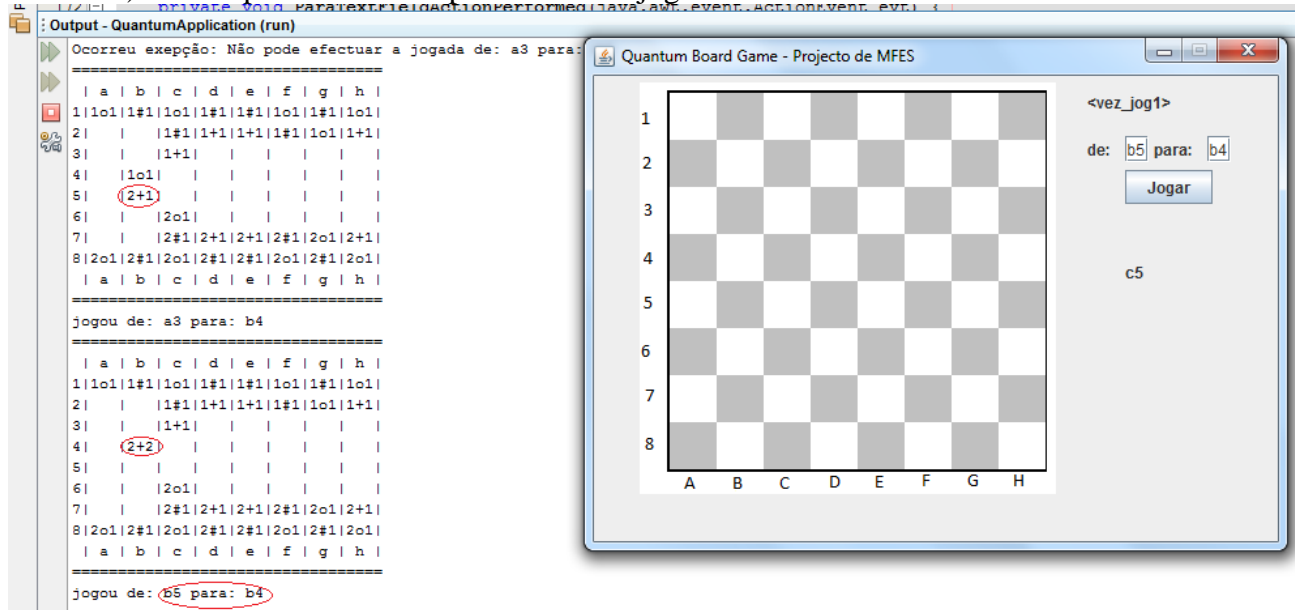 private void ParaTextFieldActionPerformed(java.awt.event.ActionEvent evt) {
Output - QuantumApplication (run)
Ocorreu exepção: Não pode efectuar a jogada de: a3 para:
=================================
| a | b | c | d | e | f | g | h |
1|1o1|1#1|1o1|1#1|1#1|1o1|1#1|1o1|
2|   |   |1#1|1+1|1+1|1#1|1o1|1+1|
3|   |   |1+1|   |   |   |   |   |
4|   |1o1|   |   |   |   |   |   |
5|   |2+1|   |   |   |   |   |   |
6|   |   |2o1|   |   |   |   |   |
7|   |   |2#1|2+1|2+1|2#1|2o1|2+1|
8|2o1|2#1|2o1|2#1|2#1|2o1|2#1|2o1|
| a | b | c | d | e | f | g | h |
=================================
jogou de: a3 para: b4
=================================
| a | b | c | d | e | f | g | h |
1|1o1|1#1|1o1|1#1|1#1|1o1|1#1|1o1|
2|   |   |1#1|1+1|1+1|1#1|1o1|1+1|
3|   |   |1+1|   |   |   |   |   |
4|   |2+2|   |   |   |   |   |   |
5|   |   |   |   |   |   |   |   |
6|   |   |2o1|   |   |   |   |   |
7|   |   |2#1|2+1|2+1|2#1|2o1|2+1|
8|2o1|2#1|2o1|2#1|2#1|2o1|2#1|2o1|
| a | b | c | d | e | f | g | h |
=================================
jogou de: b5 para: b4
Quantum Board Game - Projecto de MFES
1
2
3
4
5
6
7
8
A B C D E F G H
<vez_jog1>
de: b5 para: b4
Jogar
c5